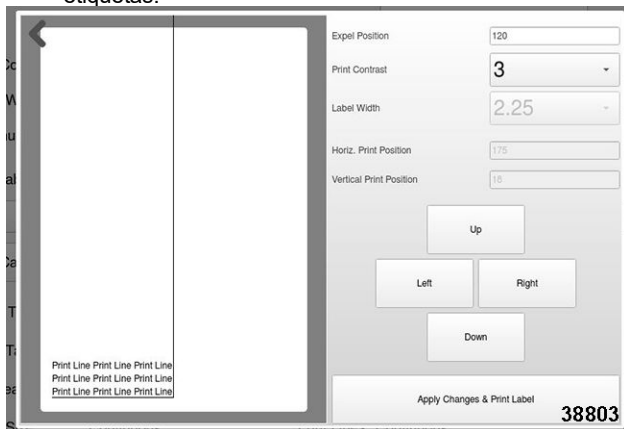 etiquetas.
Expel Position
120
Print Contrast
3
Label Width
2.25
Horiz. Print Position
175
Vertical Print Position
16
Up
Left
Right
Down
Print Line Print Line Print Line
Print Line Print Line Print Line
Print Line Print Line Print Line
Apply Changes & Print Label
38803